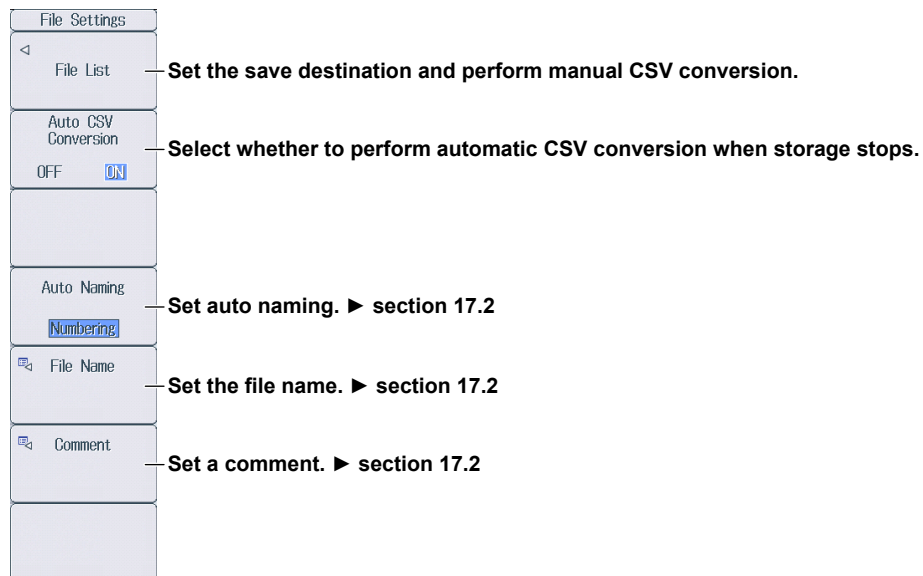 File Settings
File List
Set the save destination and perform manual CSV conversion.
Auto CSV
Conversion
OFF ON
Select whether to perform automatic CSV conversion when storage stops.
Auto Naming
Numbering
Set auto naming. ► section 17.2
File Name
Set the file name. ► section 17.2
Comment
Set a comment. ► section 17.2